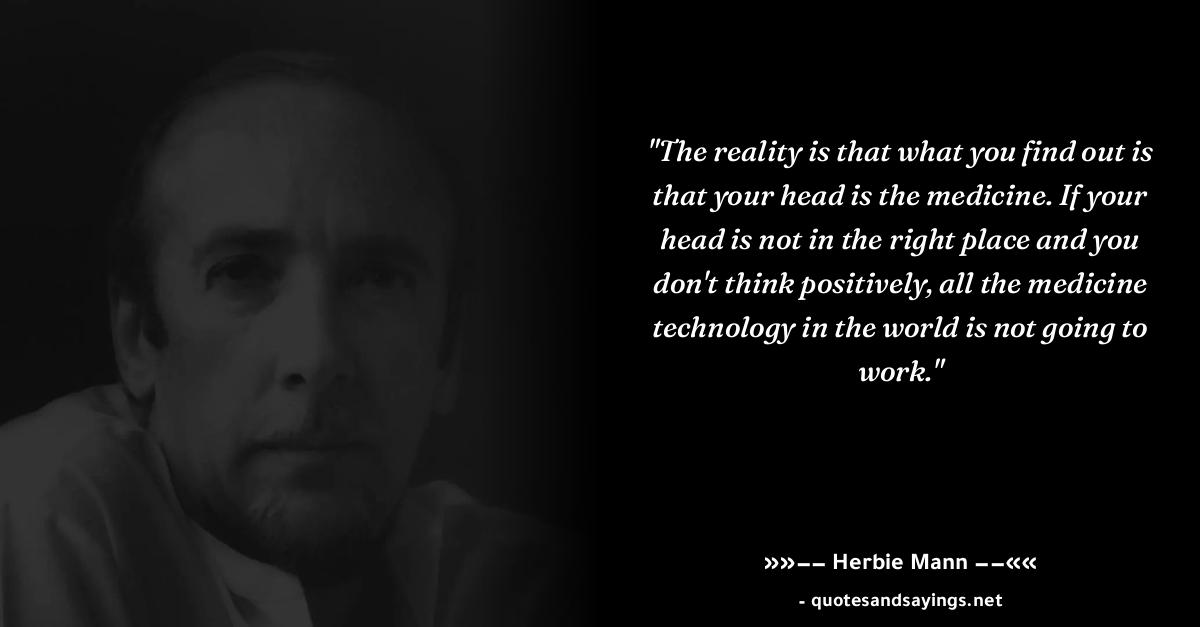 "The reality is that what you find out is
that your head is the medicine. If your
head is not in the right place and you
don't think positively, all the medicine
technology in the world is not going to
work."
»»−− Herbie Mann −−««
- quotesandsayings.net